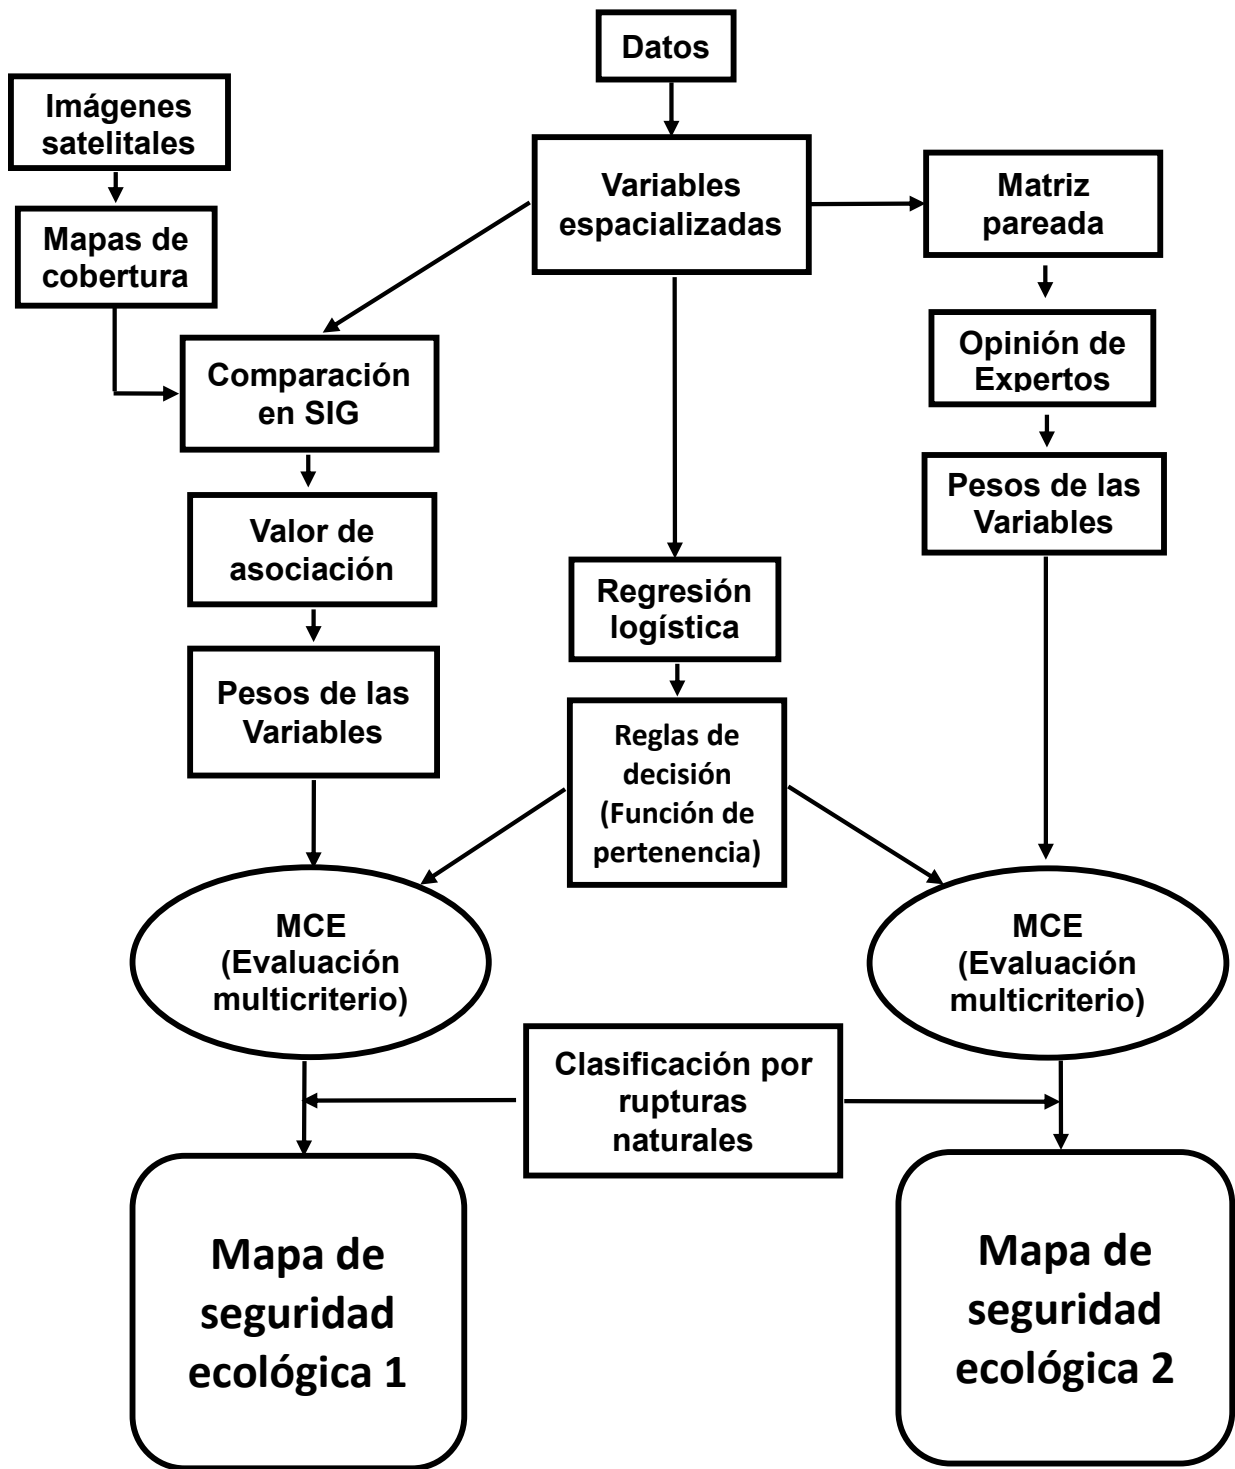 Datos
Imágenes
satelitales
Variables
espacializadas
Matriz
pareada
Mapas de
cobertura
Opinión de
Expertos
Comparación
en SIG
Pesos de las
Variables
Valor de
asociación
Regresión
logística
Pesos de las
Variables
Reglas de
decisión
(Función de
pertenencia)
MCE
(Evaluación
multicriterio)
MCE
(Evaluación
multicriterio)
Clasificación por
rupturas
naturales
Mapa de
seguridad
ecológica 1
Mapa de
seguridad
ecológica 2